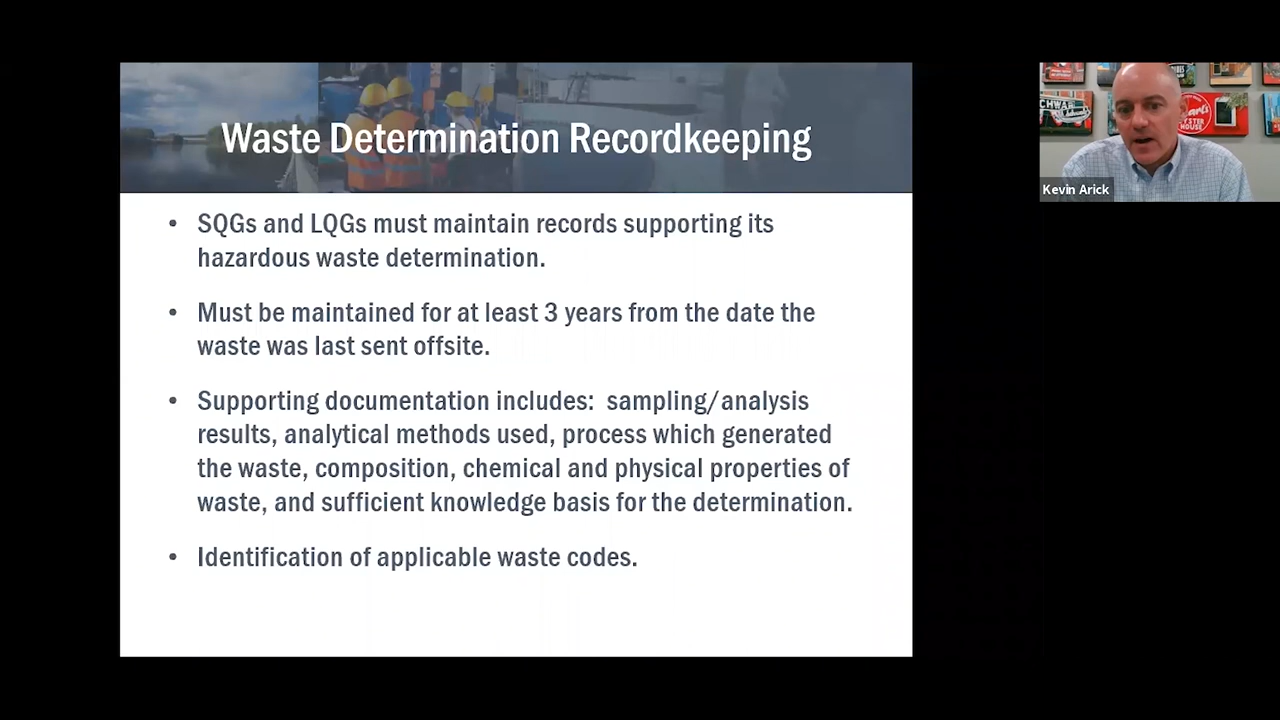 Waste Determination Recordkeeping
• SQGs and LQGs must maintain records supporting its
hazardous waste determination.
• Must be maintained for at least 3 years from the date the
waste was last sent offsite.
• Supporting documentation includes:  sampling/analysis
results, analytical methods used, process which generated
the waste, composition, chemical and physical properties of
waste, and sufficient knowledge basis for the determination.
• Identification of applicable waste codes.
HOUSE
Kevin Arick